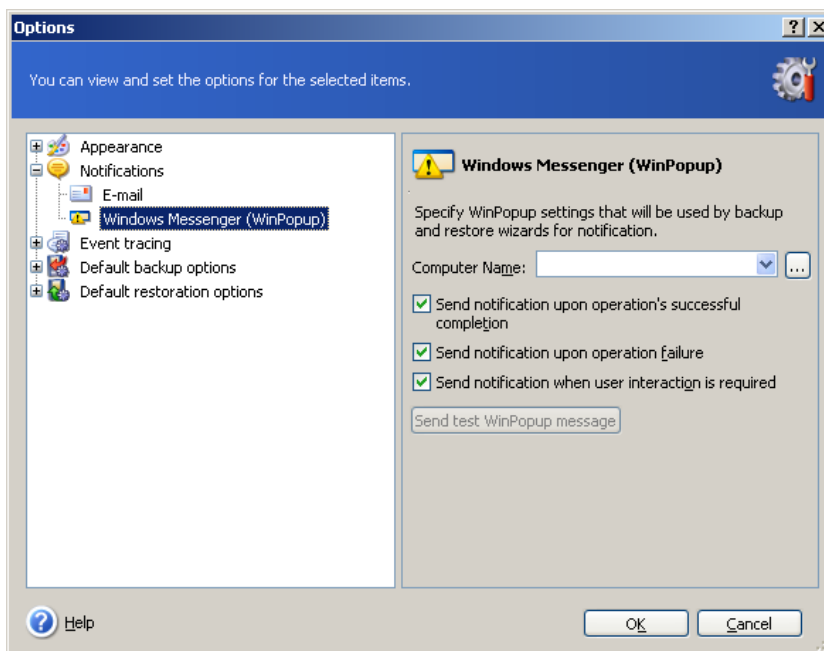 Options
You can view and set the options for the selected items.
Appearance
Notifications
E-mail
Windows Messenger (WinPopup)
Event tracing
Default backup options
Default restoration options
Windows Messenger (WinPopup)
Specify WinPopup settings that will be used by backup
and restore wizards for notification.
Computer Name:
...
Send notification upon operation's successful
completion
Send notification upon operation failure
Send notification when user interaction is required
Send test WinPopup message
Help
OK
Cancel